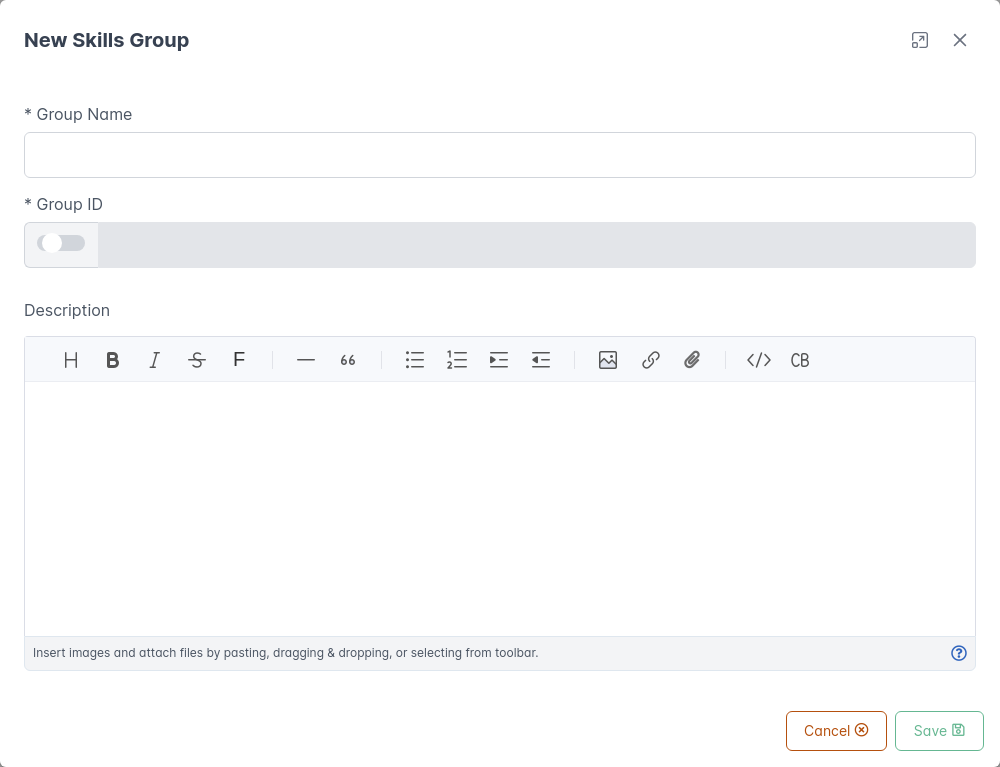 New Skills Group
* Group Name
* Group ID
Description
H B I S F 66 CB
Insert images and attach files by pasting, dragging & dropping, or selecting from toolbar.
Cancel
Save